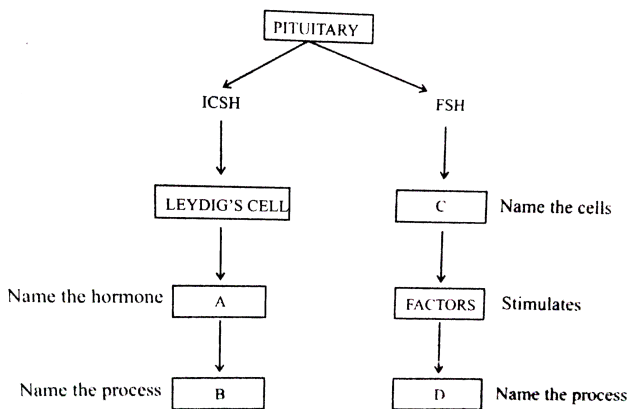 PITUITARY
ICSH FSH
LEYDIG'S CELL C Name the cells
Name the hormone A FACTORS Stimulates
Name the process B D Name the process